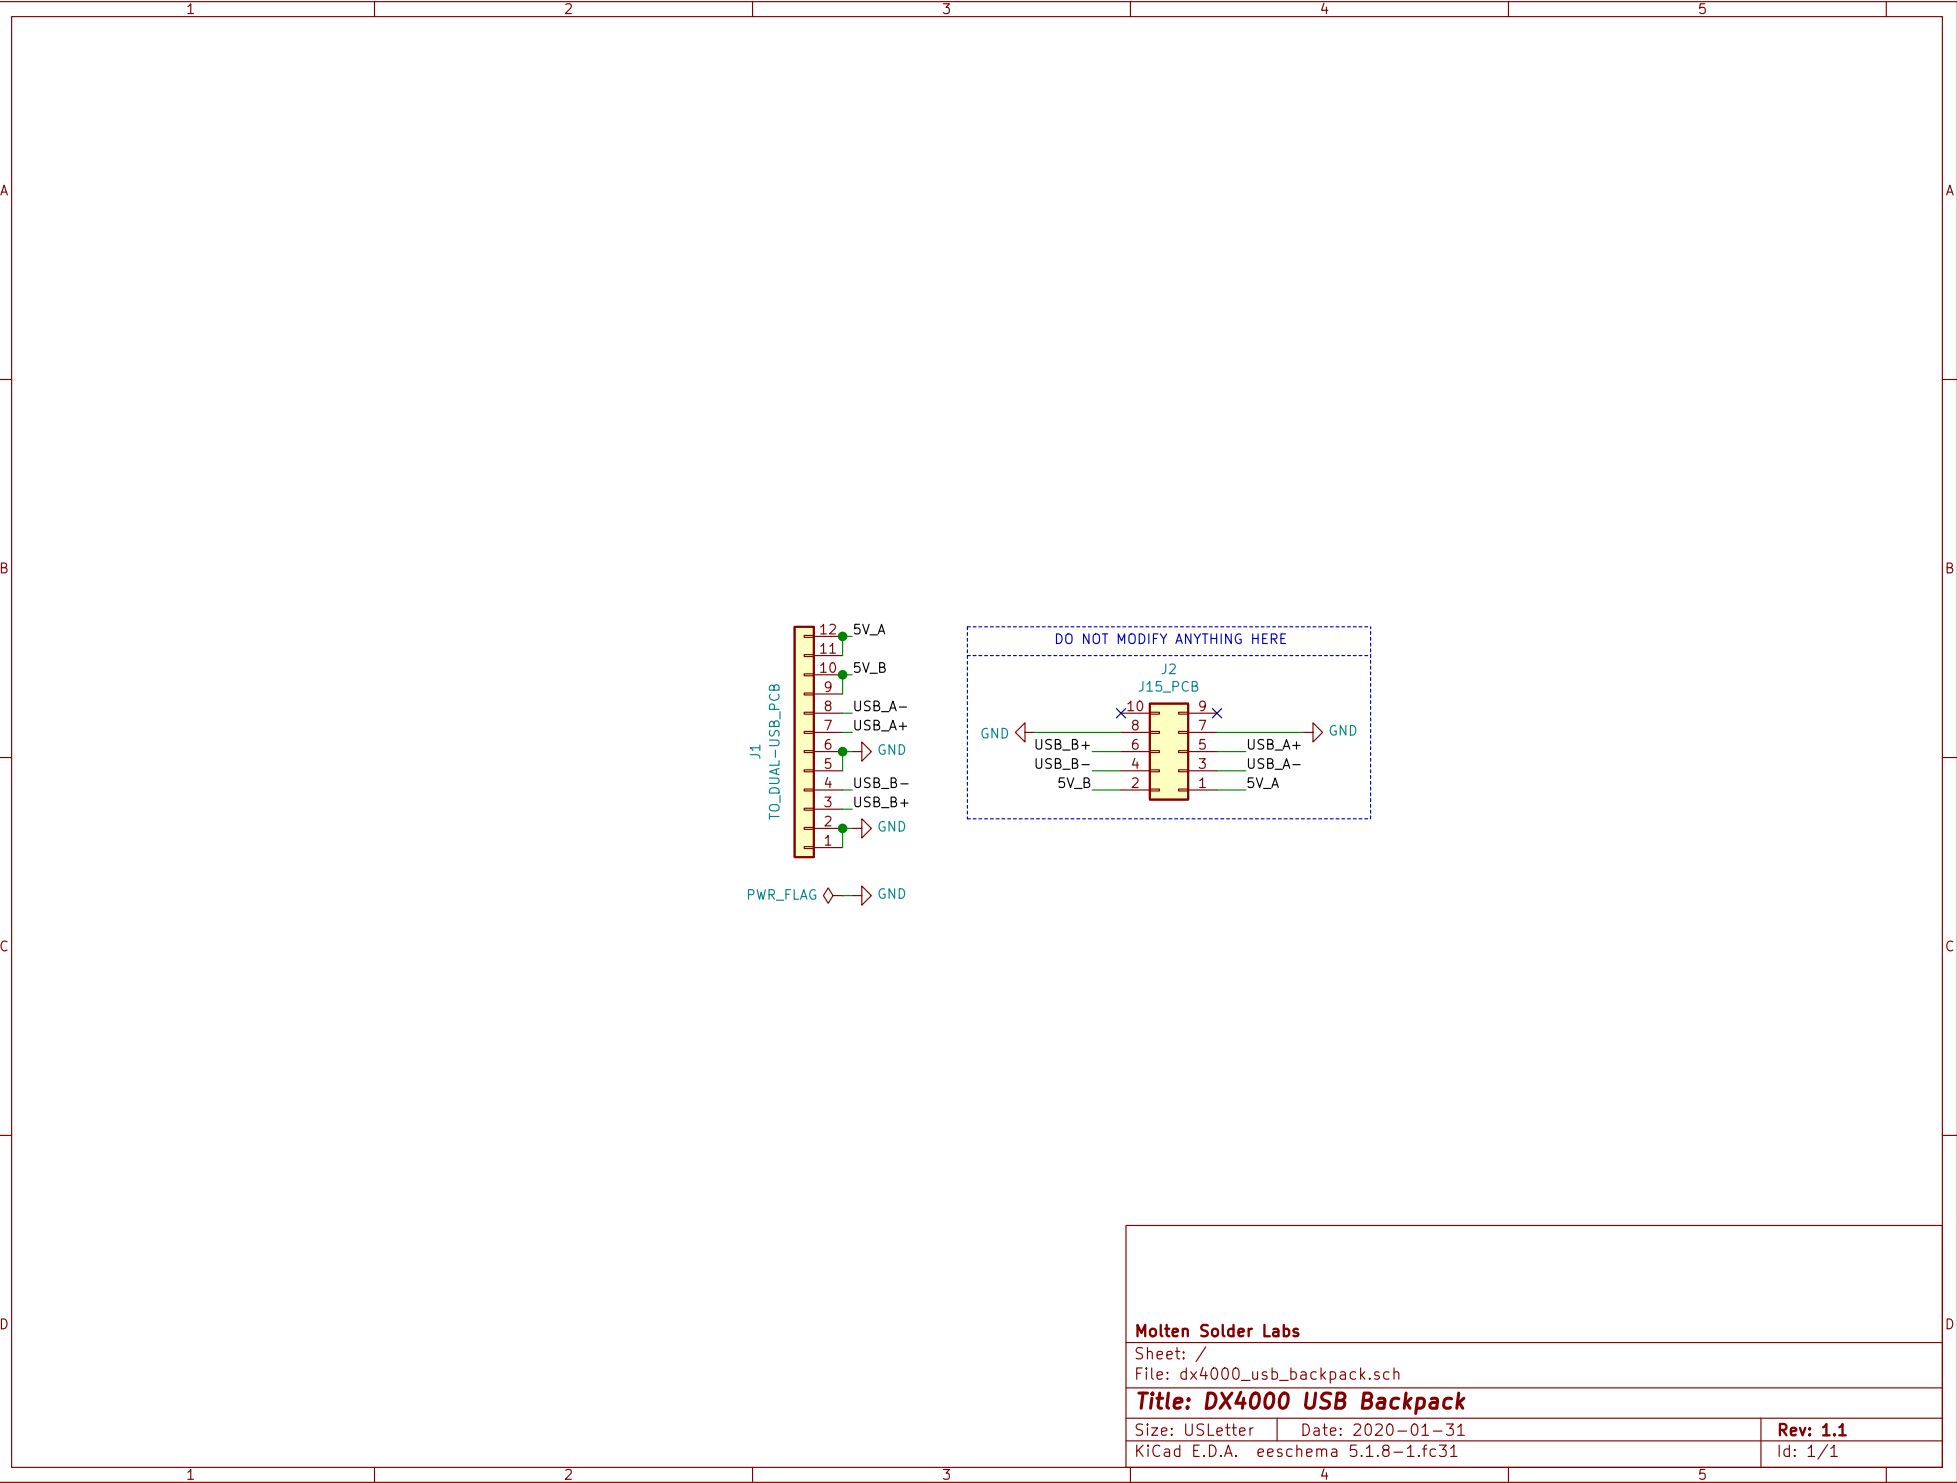 1 2 3 4 5
A A
B B
C C
D D
J1
TO_DUAL-USB_PCB
12 5V_A
11
10 5V_B
9
8 USB_A-
7 USB_A+
6 GND
5
4 USB_B-
3 USB_B+
2 GND
1
PWR_FLAG GND
DO NOT MODIFY ANYTHING HERE
J2
J15_PCB
10 9
GND 8 7 GND
USB_B+ 6 5 USB_A+
USB_B- 4 3 USB_A-
5V_B 2 1 5V_A
Molten Solder Labs
Sheet: /
File: dx4000_usb_backpack.sch
Title: DX4000 USB Backpack
Size: USLetter Date: 2020-01-31 Rev: 1.1
KiCad E.D.A. eeschema 5.1.8-1.fc31 Id: 1/1
1 2 3 4 5